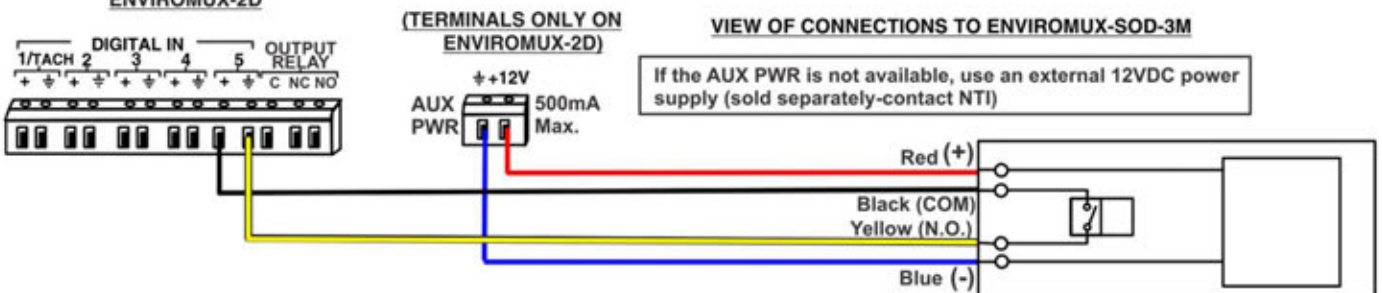 ENVIROMUX-2D
DIGITAL IN
1/TACH 2 3 4 5 OUTPUT
RELAY
+ ⏚ + ⏚ + ⏚ + ⏚ + ⏚ C NC NO
(TERMINALS ONLY ON
ENVIROMUX-2D)
⏚ +12V
AUX
PWR
500mA
Max.
VIEW OF CONNECTIONS TO ENVIROMUX-SOD-3M
If the AUX PWR is not available, use an external 12VDC power
supply (sold separately-contact NTI)
Red (+)
Black (COM)
Yellow (N.O.)
Blue (-)